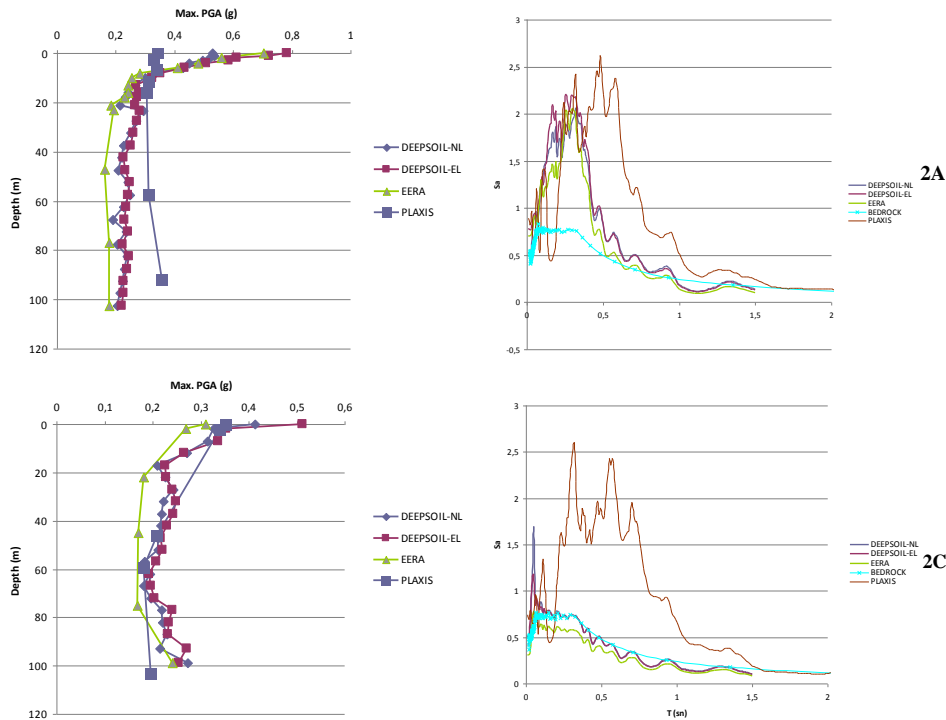 Max. PGA (g)
0 0,2 0,4 0,6 0,8 1
0
20
40
60
80
100
120
Depth (m)
DEEPSOIL-NL
DEEPSOIL-EL
EERA
PLAXIS
3
2,5
2
1,5
1
0,5
0
-0,5
Sa
0 0,5 1 1,5 2
DEEPSOIL-NL
DEEPSOIL-EL
EERA
BEDROCK
PLAXIS
2A
Max. PGA (g)
0 0,1 0,2 0,3 0,4 0,5 0,6
0
20
40
60
80
100
120
Depth (m)
DEEPSOIL-NL
DEEPSOIL-EL
EERA
PLAXIS
3
2,5
2
1,5
1
0,5
0
Sa
0 0,5 1 1,5 2
T (sn)
DEEPSOIL-NL
DEEPSOIL-EL
EERA
BEDROCK
PLAXIS
2C